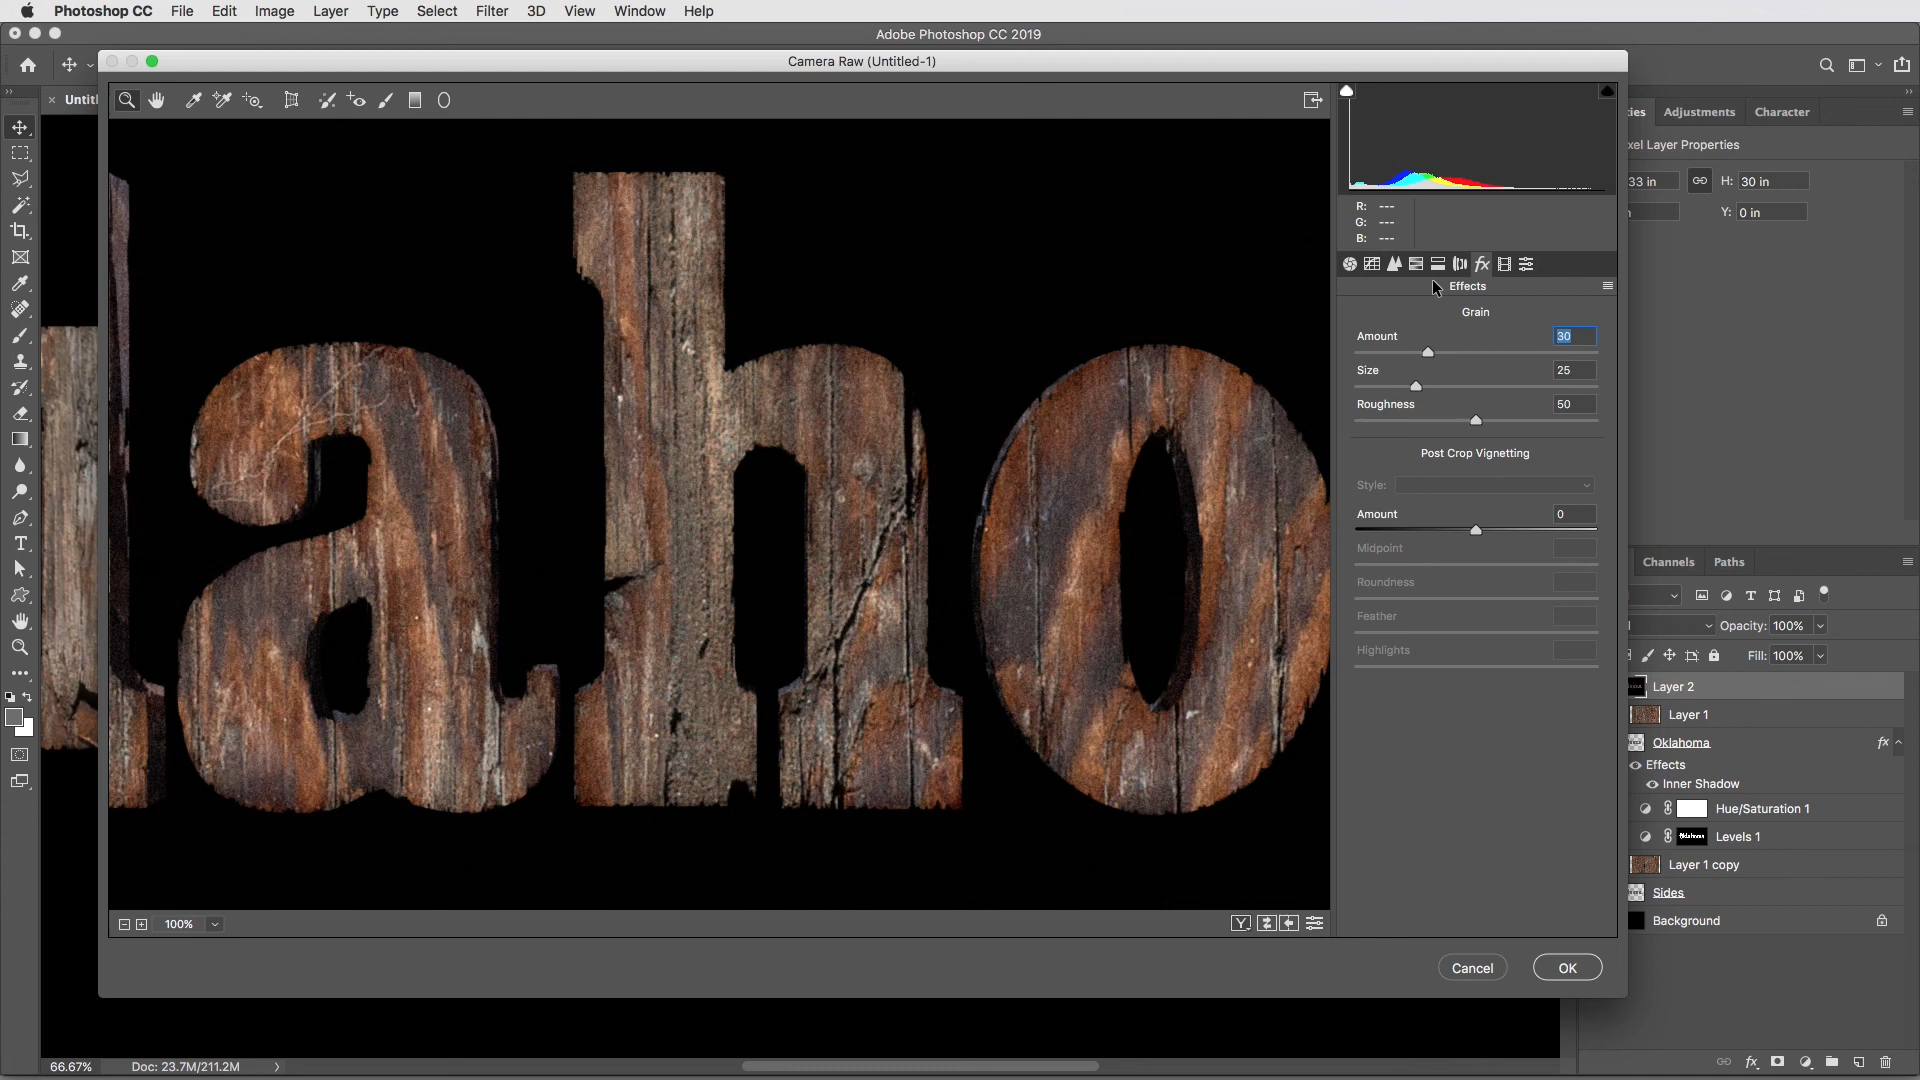 Photoshop CC File Edit Image Layer Type Select Filter 3D View Window Help
Adobe Photoshop CC 2019
Camera Raw (Untitled-1)
Adjustments Character
R: ---
G: ---
B: ---
H: 30 in
33 in
Y: 0 in
Effects
Grain
Amount 30
Size 25
Roughness 50
Post Crop Vignetting
Style:
Amount 0
Midpoint
Roundness
Feather
Highlights
aho
Channels Paths
Opacity: 100%
Fill: 100%
Layer 2
Layer 1
Oklahoma fx
Effects
Inner Shadow
Hue/Saturation 1
Levels 1
Layer 1 copy
Sides
Background
100%
Cancel OK
66.67% Doc: 23.7M/211.2M